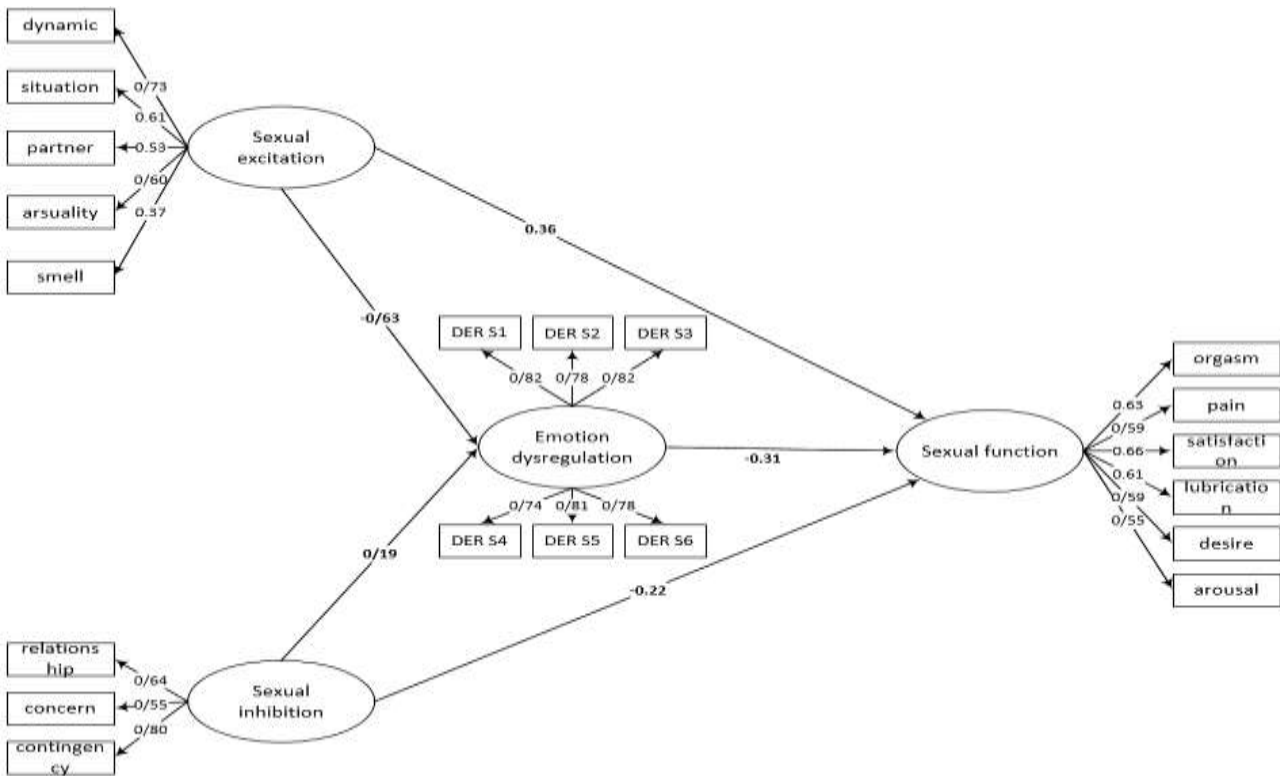 dynamic
situation
partner
arsuality
smell
0/73
0.61
0.53
0/60
0.37
Sexual
excitation
0.36
-0/63
DER S1
DER S2
DER S3
0/82
0/78
0/82
Emotion
dysregulation
-0.31
0/74
0/81
0/78
DER S4
DER S5
DER S6
Sexual function
0.63
0/59
0.66
0.61
0/59
0/55
orgasm
pain
satisfacti
on
lubricatio
n
desire
arousal
0/19
-0.22
relations
hip
concern
contingen
cy
0/64
0/55
0/80
Sexual
inhibition